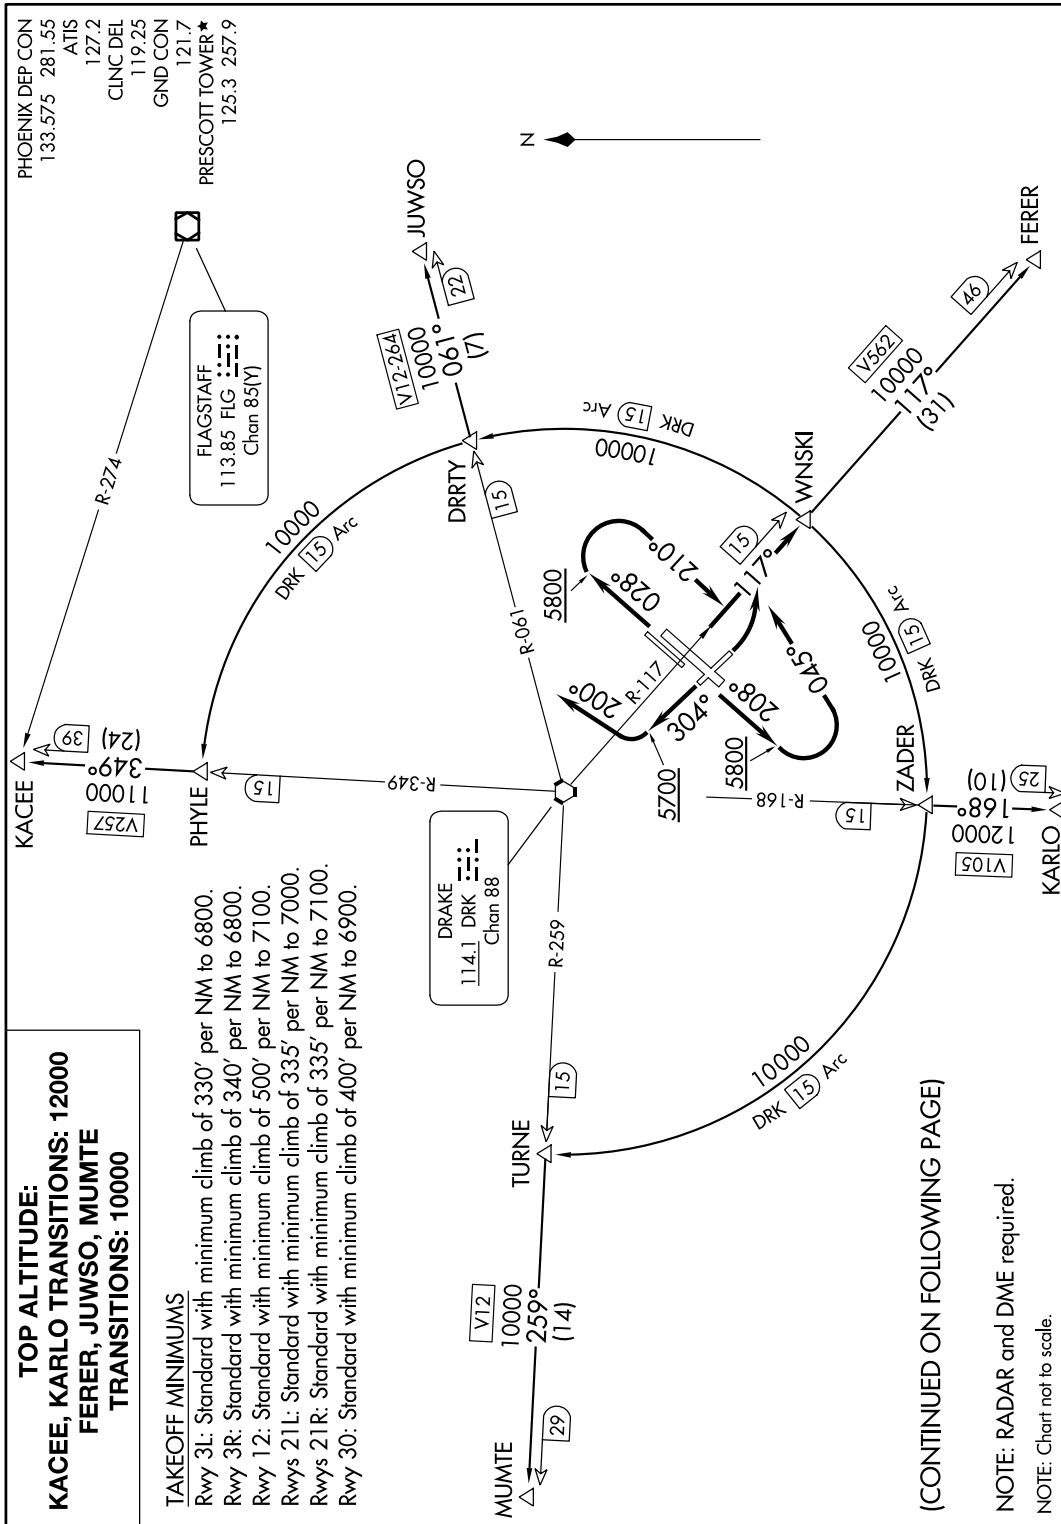 TOP ALTITUDE:
KACEE, KARLO TRANSITIONS: 12000
FERER, JUWSO, MUMTE
TRANSITIONS: 10000
PHOENIX DEP CON
133.575 281.55
ATIS
127.2
CLNC DEL
119.25
GND CON
121.7
PRESCOTT TOWER★
125.3 257.9
TAKEOFF MINIMUMS
Rwy 3L: Standard with minimum climb of 330' per NM to 6800.
Rwy 3R: Standard with minimum climb of 340' per NM to 6800.
Rwy 12: Standard with minimum climb of 500' per NM to 7100.
Rwys 21L: Standard with minimum climb of 335' per NM to 7000.
Rwys 21R: Standard with minimum climb of 335' per NM to 7100.
Rwy 30: Standard with minimum climb of 400' per NM to 6900.
KACEE
39
V257
11000
349°
(24)
PHYLE
15
R-349
R-274
FLAGSTAFF
113.85 FLG
Chan 85(Y)
10000
DRK 15 Arc
JUWSO
22
V12-264
10000
061°
(7)
DRRTY
15
R-061
N
DRAKE
114.1 DRK
Chan 88
10000
DRK 15 Arc
5800
028°
210°
R-117
15
117°
WNSKI
V562
10000
117°
(31)
46
FERER
200°
304°
5700
208°
5800
045°
10000
DRK 15 Arc
R-168
15
ZADER
V105
12000
168°
(10)
25
KARLO
R-259
15
TURNE
10000
DRK 15 Arc
V12
10000
259°
(14)
29
MUMTE
(CONTINUED ON FOLLOWING PAGE)
NOTE: RADAR and DME required.
NOTE: Chart not to scale.